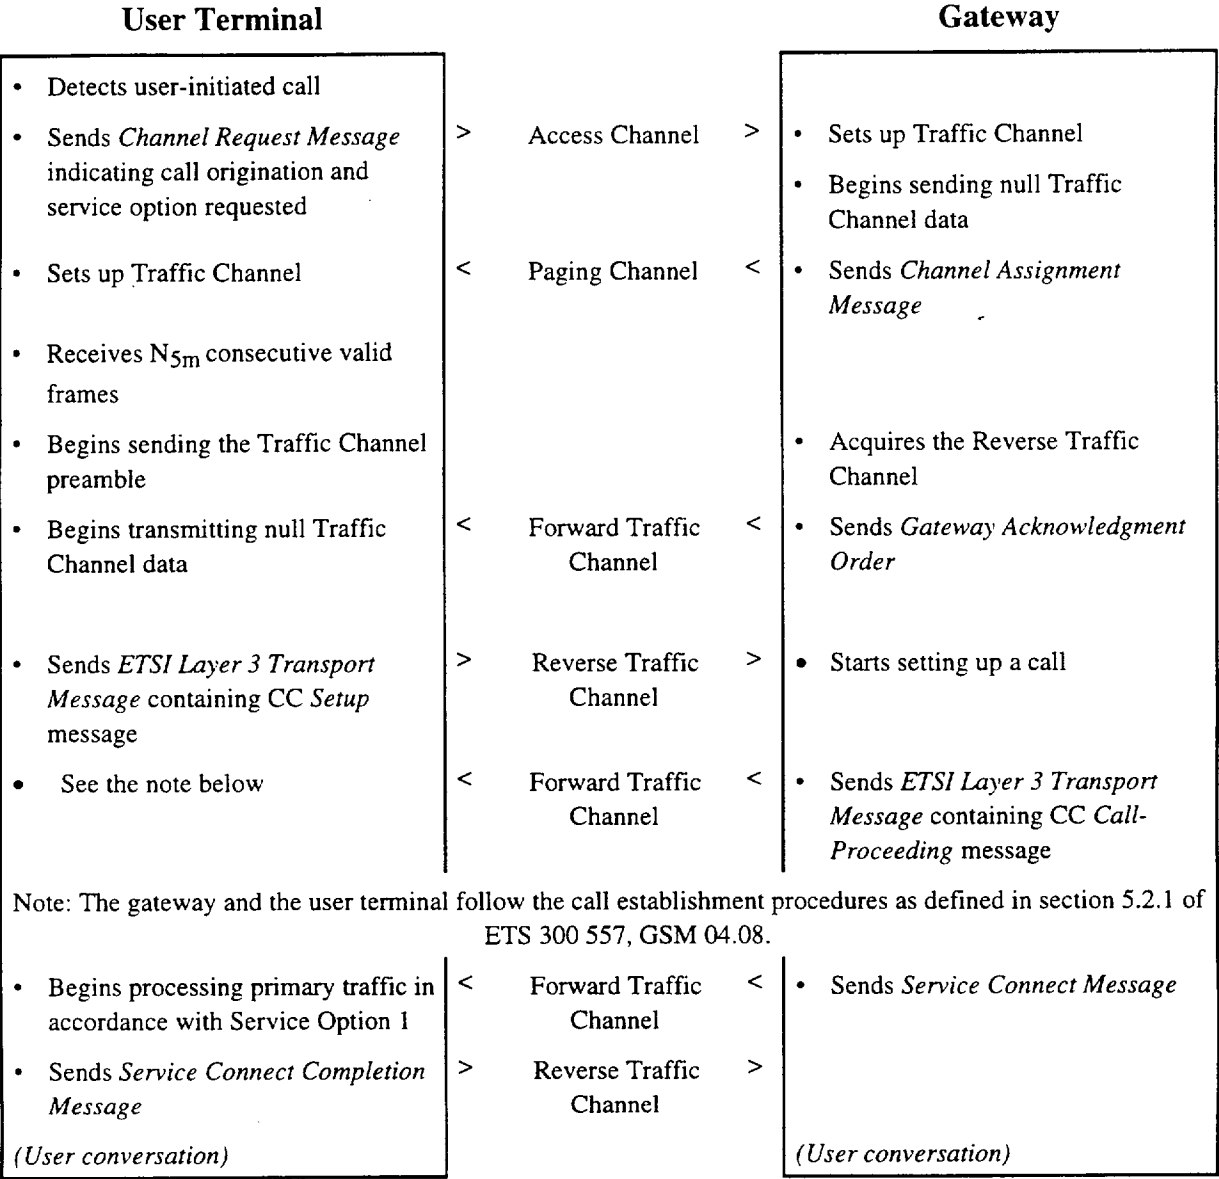 User Terminal Gateway
• Detects user-initiated call
• Sends Channel Request Message > Access Channel > • Sets up Traffic Channel
indicating call origination and • Begins sending null Traffic
service option requested Channel data
• Sets up Traffic Channel < Paging Channel < • Sends Channel Assignment
Message
• Receives N5m consecutive valid
frames
• Begins sending the Traffic Channel • Acquires the Reverse Traffic
preamble Channel
• Begins transmitting null Traffic < Forward Traffic < • Sends Gateway Acknowledgment
Channel data Channel Order
• Sends ETSI Layer 3 Transport > Reverse Traffic > • Starts setting up a call
Message containing CC Setup Channel
message
• See the note below < Forward Traffic < • Sends ETSI Layer 3 Transport
Channel Message containing CC Call-
Proceeding message
Note: The gateway and the user terminal follow the call establishment procedures as defined in section 5.2.1 of
ETS 300 557, GSM 04.08.
• Begins processing primary traffic in < Forward Traffic < • Sends Service Connect Message
accordance with Service Option 1 Channel
• Sends Service Connect Completion > Reverse Traffic >
Message Channel
(User conversation) (User conversation)